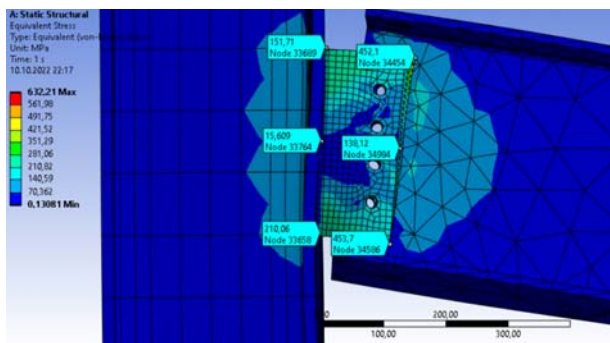 A: Static Structural
Equivalent Stress
Type: Equivalent (von-
Unit: MPa
Time: 1 s
10.10.2022 22:17
632,21 Max
561,98
491,75
421,52
351,29
281,06
210,82
140,59
70,362
0,13081 Min
151,71
Node 33689
452,1
Node 34454
15,609
Node 33764
138,12
Node 34984
210,06
Node 33658
453,7
Node 34586
200,00
100,00
300,00